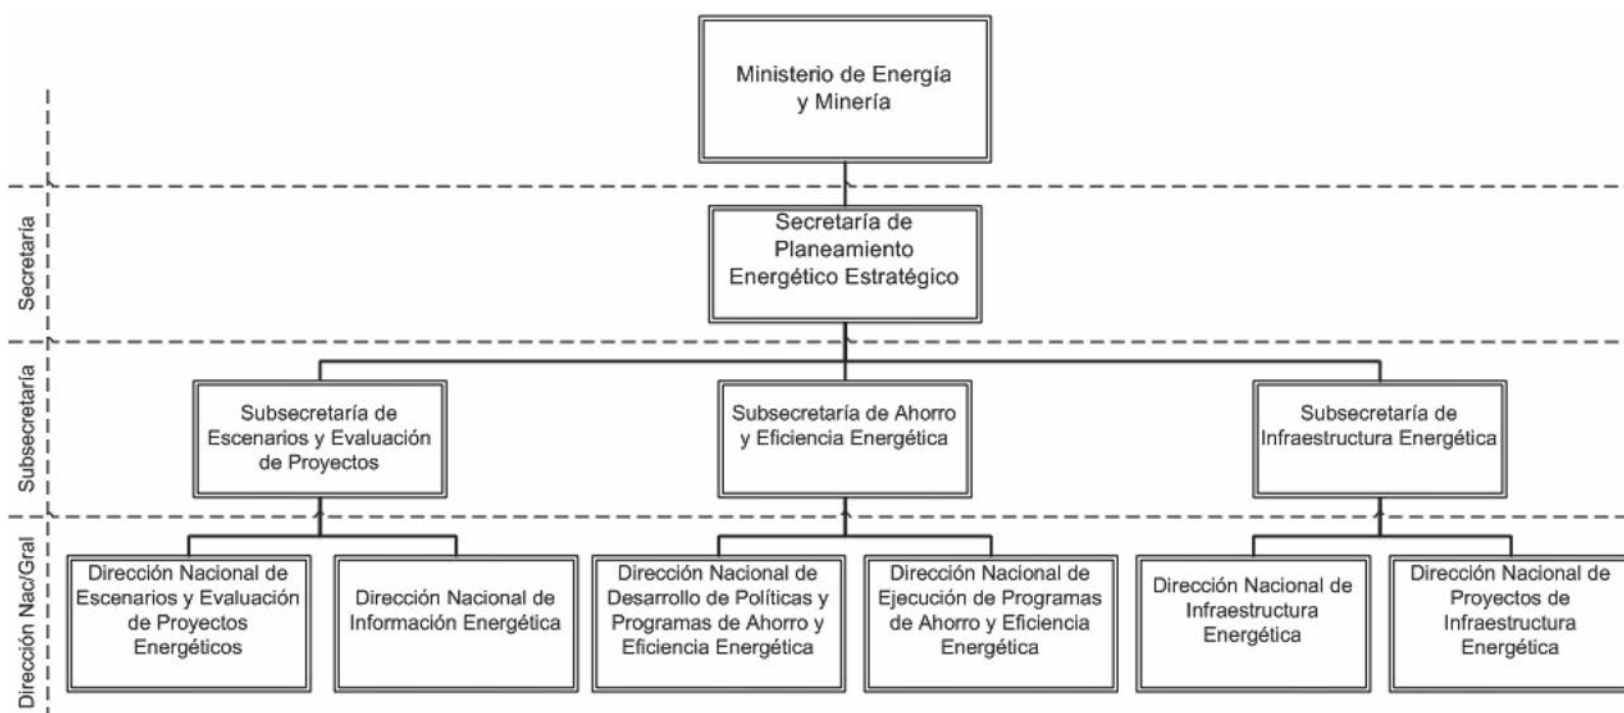 Ministerio de Energía
y Minería
Secretaría
Secretaría de
Planeamiento
Energético Estratégico
Subsecretaría
Subsecretaría de
Escenarios y Evaluación
de Proyectos
Subsecretaría de Ahorro
y Eficiencia Energética
Subsecretaría de
Infraestructura Energética
Dirección Nac/Gral
Dirección Nacional de
Escenarios y Evaluación
de Proyectos
Energéticos
Dirección Nacional de
Información Energética
Dirección Nacional de
Desarrollo de Políticas y
Programas de Ahorro y
Eficiencia Energética
Dirección Nacional de
Ejecución de Programas
de Ahorro y Eficiencia
Energética
Dirección Nacional de
Infraestructura
Energética
Dirección Nacional de
Proyectos de
Infraestructura
Energética